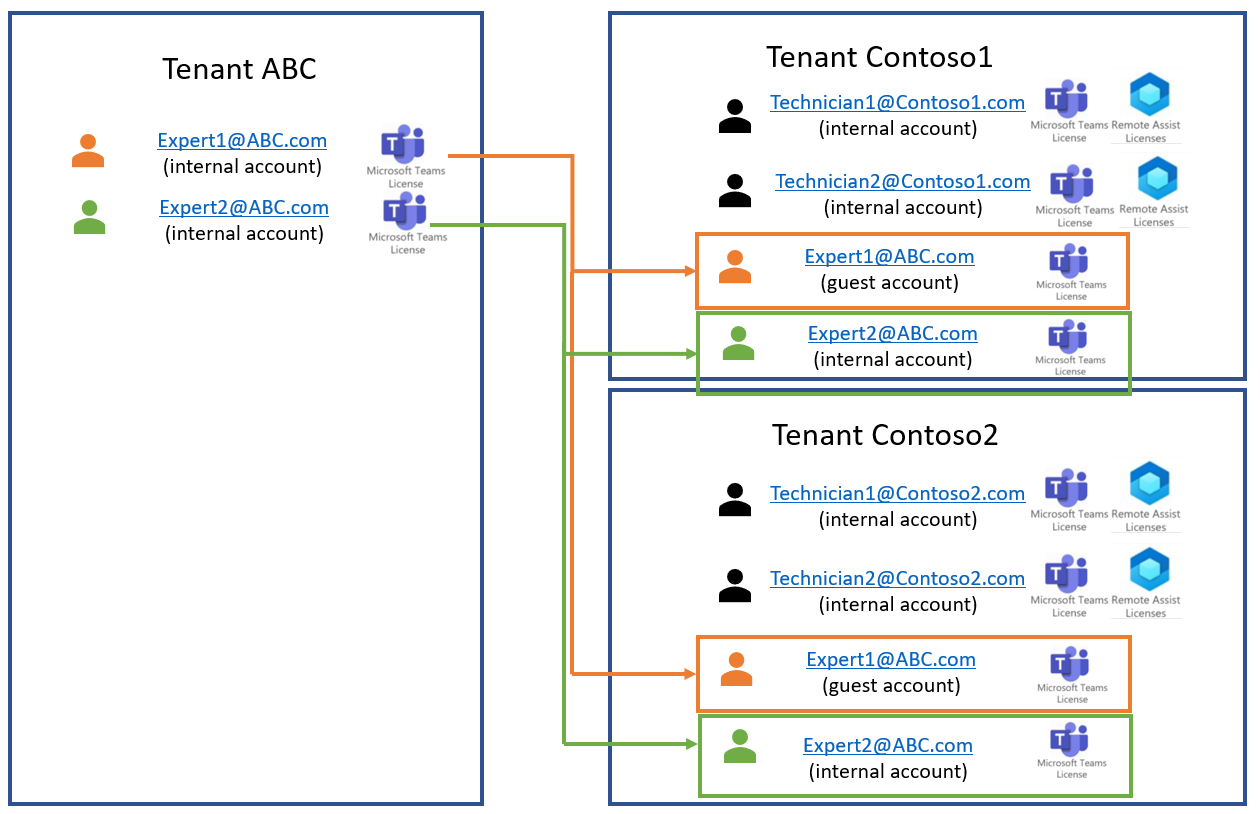 Tenant ABC
Expert1@ABC.com
(internal account)
Microsoft Teams
License
Expert2@ABC.com
(internal account)
Microsoft Teams
License
Tenant Contoso1
Technician1@Contoso1.com
(internal account)
Microsoft Teams
License
Remote Assist
Licenses
Technician2@Contoso1.com
(internal account)
Microsoft Teams
License
Remote Assist
Licenses
Expert1@ABC.com
(guest account)
Microsoft Teams
License
Expert2@ABC.com
(internal account)
Microsoft Teams
License
Tenant Contoso2
Technician1@Contoso2.com
(internal account)
Microsoft Teams
License
Remote Assist
Licenses
Technician2@Contoso2.com
(internal account)
Microsoft Teams
License
Remote Assist
Licenses
Expert1@ABC.com
(guest account)
Microsoft Teams
License
Expert2@ABC.com
(internal account)
Microsoft Teams
License